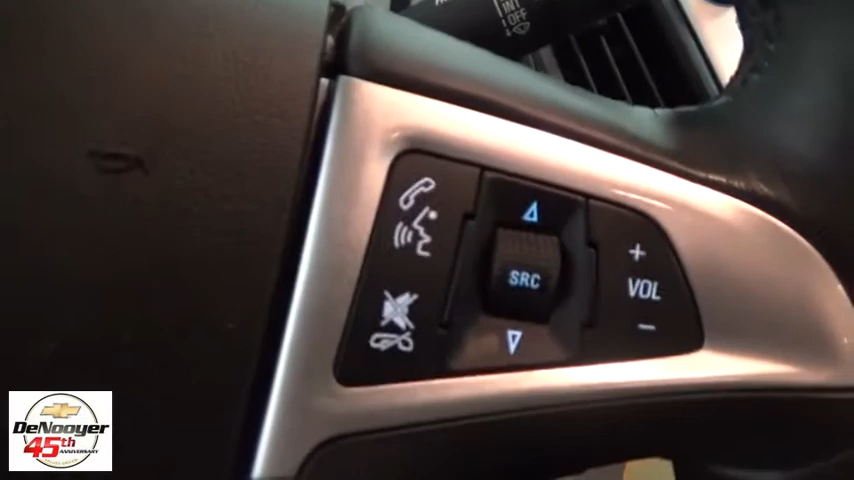 INT
OFF
SRC
+
VOL
−
DeNooyer
45th
ANNIVERSARY